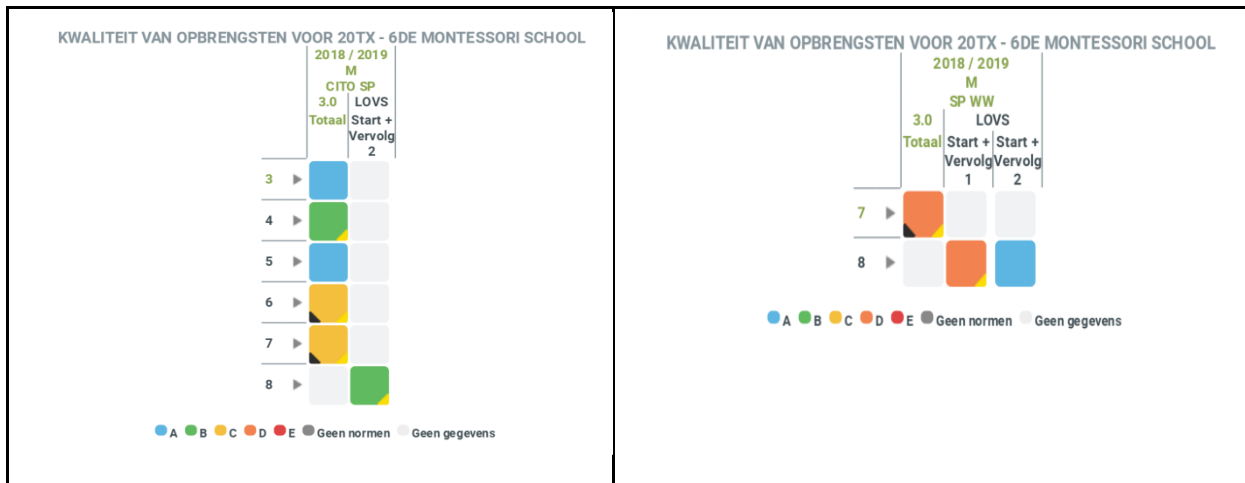 KWALITEIT VAN OPBRENGSTEN VOOR 20TX - 6DE MONTESSORI SCHOOL
2018 / 2019
M
CITO SP
3.0 LOVS
Totaal Start +
Vervolg
2
3
4
5
6
7
8
A B C D E Geen normen Geen gegevens
KWALITEIT VAN OPBRENGSTEN VOOR 20TX - 6DE MONTESSORI SCHOOL
2018 / 2019
M
SP WW
3.0 LOVS
Totaal Start + Start +
Vervolg Vervolg
1 2
7
8
A B C D E Geen normen Geen gegevens